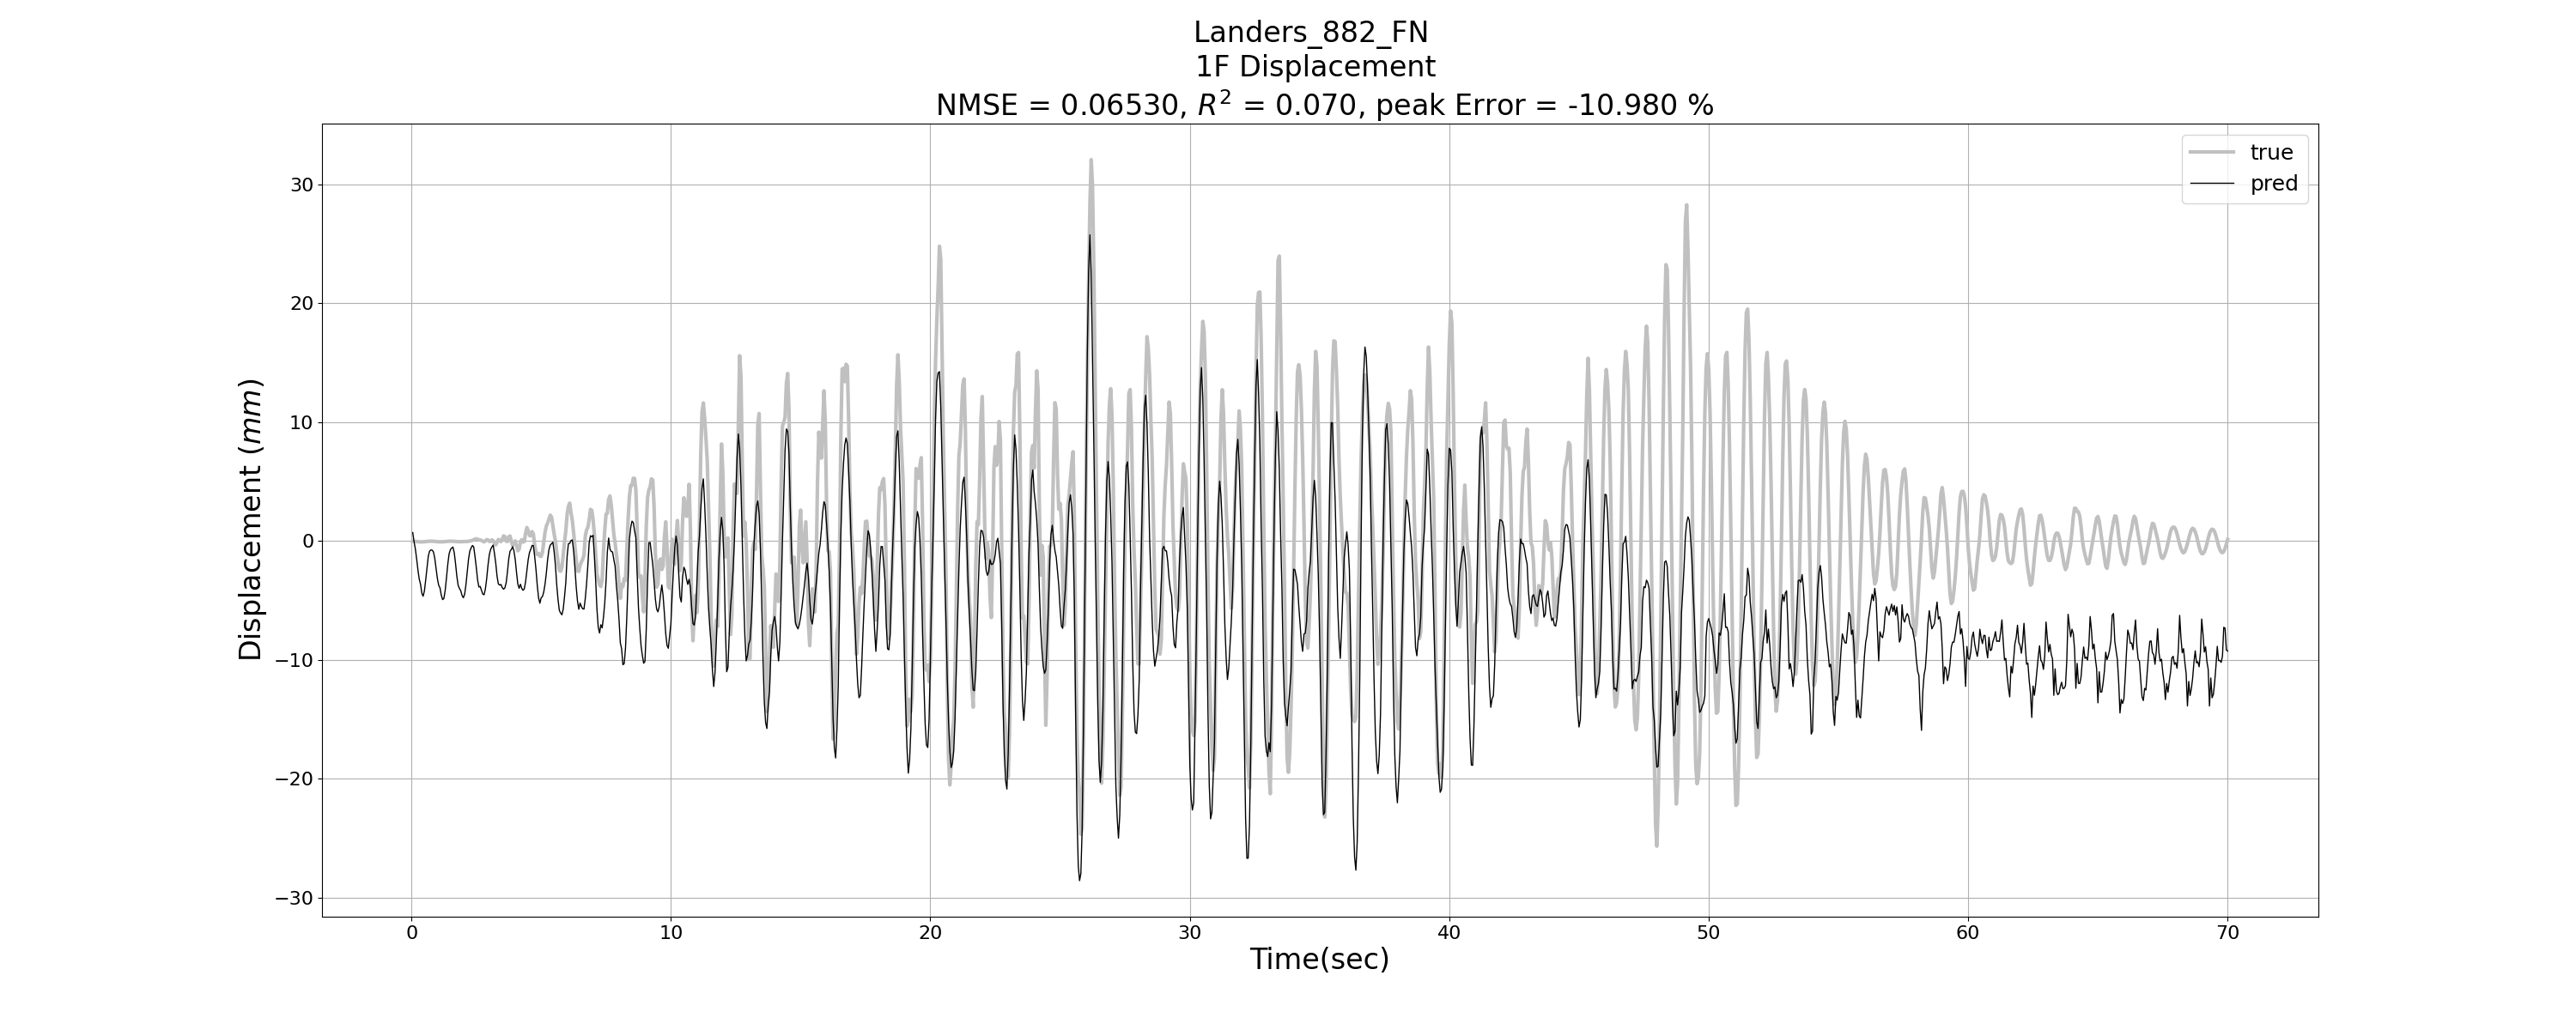 Landers_882_FN
1F Displacement
NMSE = 0.06530, R² = 0.070, peak Error = -10.980 %
true
pred
30
20
10
0
−10
−20
−30
Displacement (mm)
0 10 20 30 40 50 60 70
Time(sec)